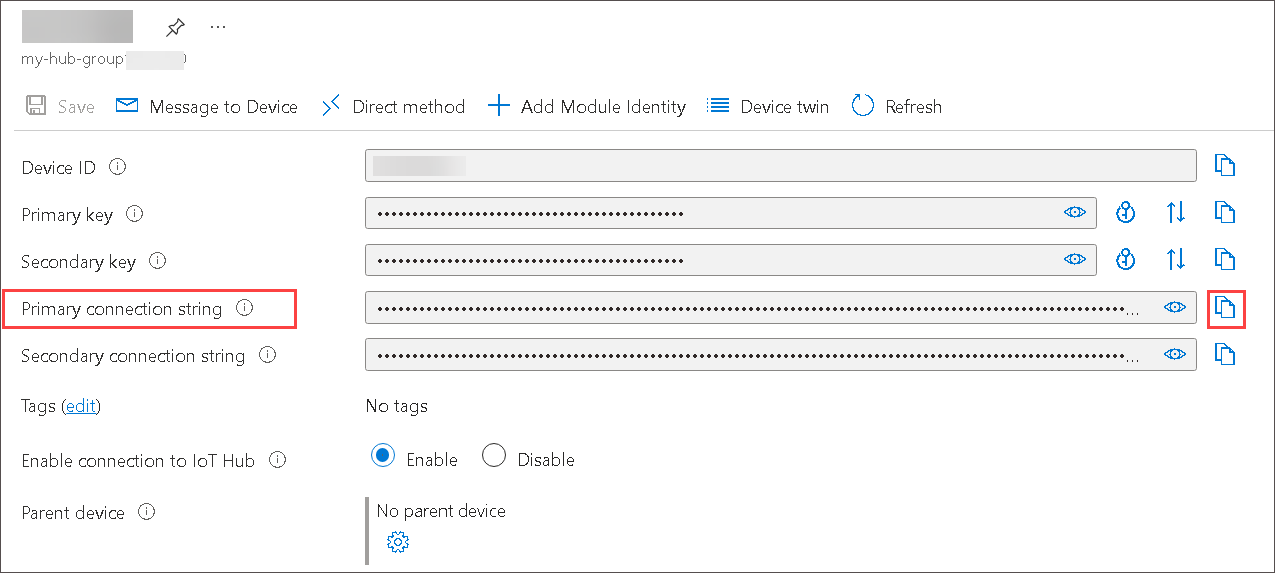 my-hub-group
Save Message to Device Direct method Add Module Identity Device twin Refresh
Device ID
Primary key
Secondary key
Primary connection string
Secondary connection string
Tags (edit) No tags
Enable connection to IoT Hub Enable Disable
Parent device No parent device